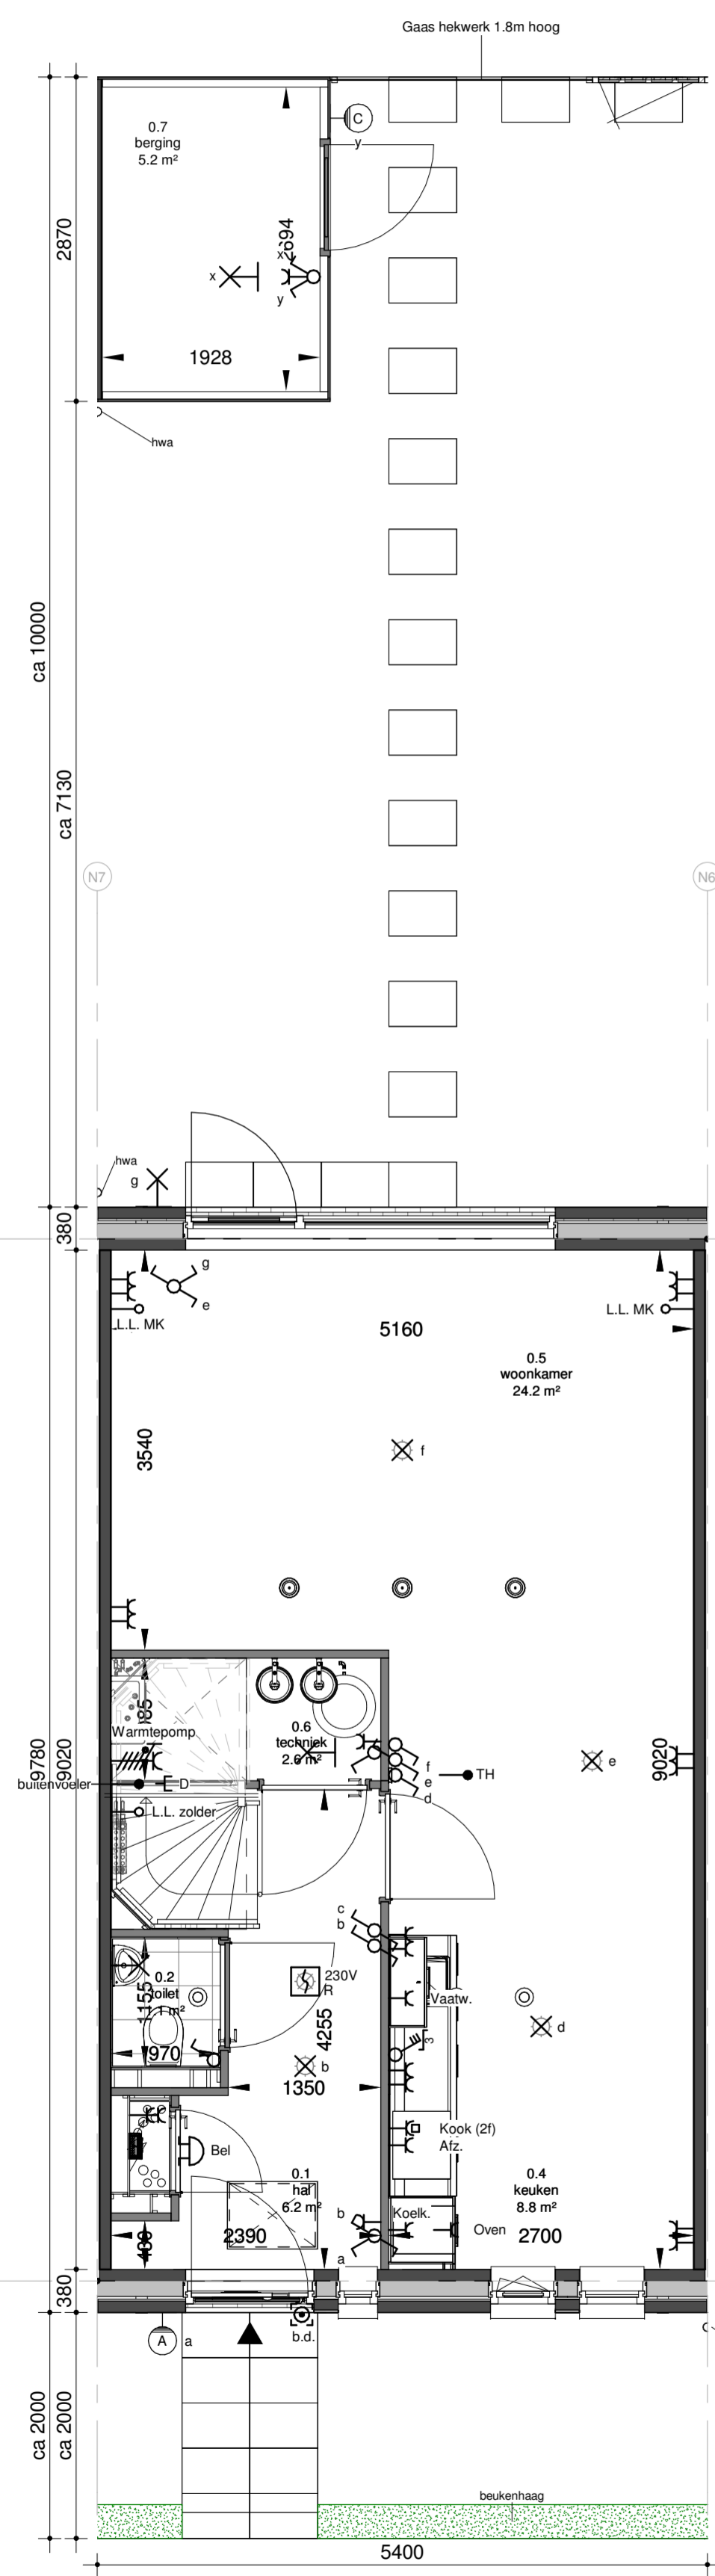 Gaas hekwerk 1.8m hoog
0.7
berging
5.2 m²
C
y
2870
2694
x
x
y
1928
hwa
ca 10000
ca 7130
N7
N6
hwa
g
380
g
e
L.L. MK
L.L. MK
5160
0.5
woonkamer
24.2 m²
3540
f
9780
9020
Warmtepomp
0.6
techniek
2.6 m²
f
e
d
TH
e
9020
buitenvoeler
D
L.L. zolder
c
b
0.2
toilet
1155
970
230V
R
4255
b
1350
Vaatw.
3
d
Kook (2f)
Afz.
Bel
0.1
hal
6.2 m²
0.4
keuken
8.8 m²
Koelk.
Oven
b
a
2390
2700
380
A
a
b.d.
ca 2000
ca 2000
beukenhaag
5400